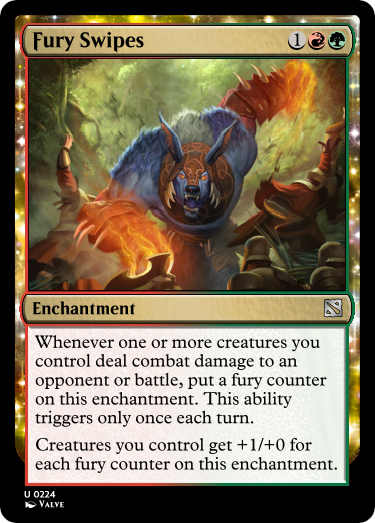 Fury Swipes 1
Enchantment
Whenever one or more creatures you
control deal combat damage to an
opponent or battle, put a fury counter
on this enchantment. This ability
triggers only once each turn.
Creatures you control get +1/+0 for
each fury counter on this enchantment.
U 0224
Valve